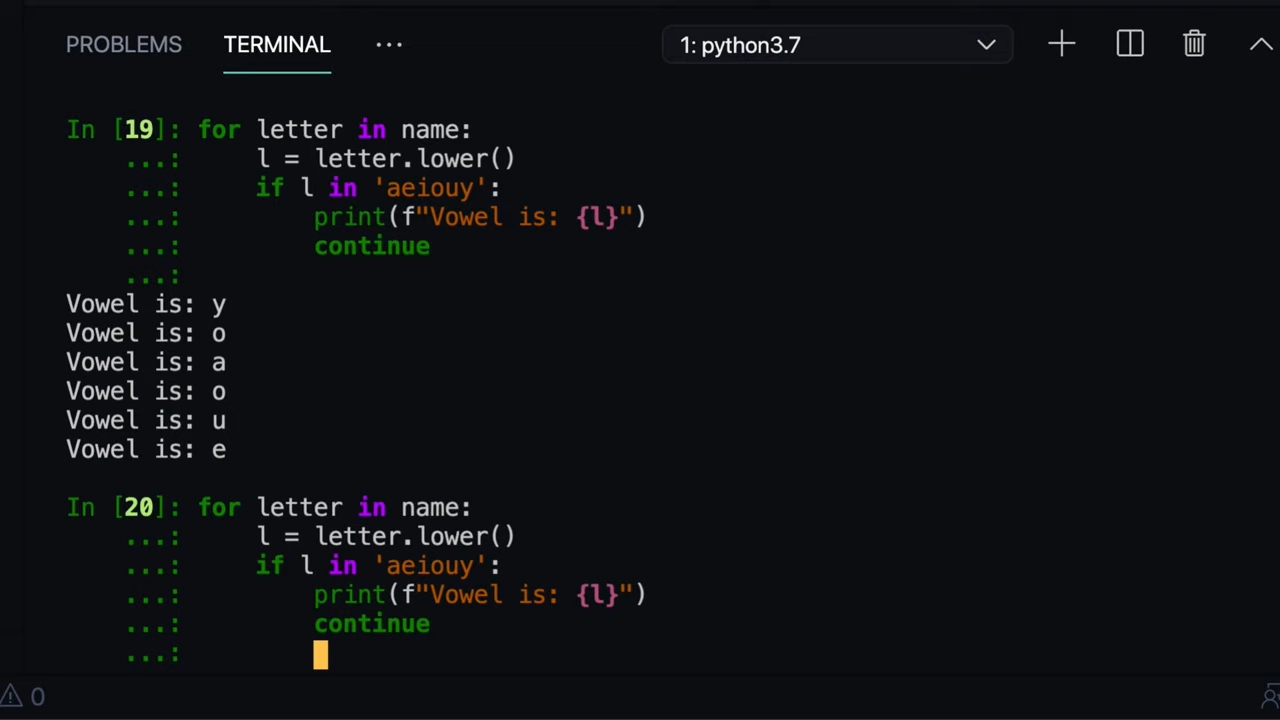 PROBLEMS TERMINAL ... 1: python3.7
In [19]: for letter in name:
...: l = letter.lower()
...: if l in 'aeiouy':
...: print(f"Vowel is: {l}")
...: continue
...:
Vowel is: y
Vowel is: o
Vowel is: a
Vowel is: o
Vowel is: u
Vowel is: e
In [20]: for letter in name:
...: l = letter.lower()
...: if l in 'aeiouy':
...: print(f"Vowel is: {l}")
...: continue
...:
0